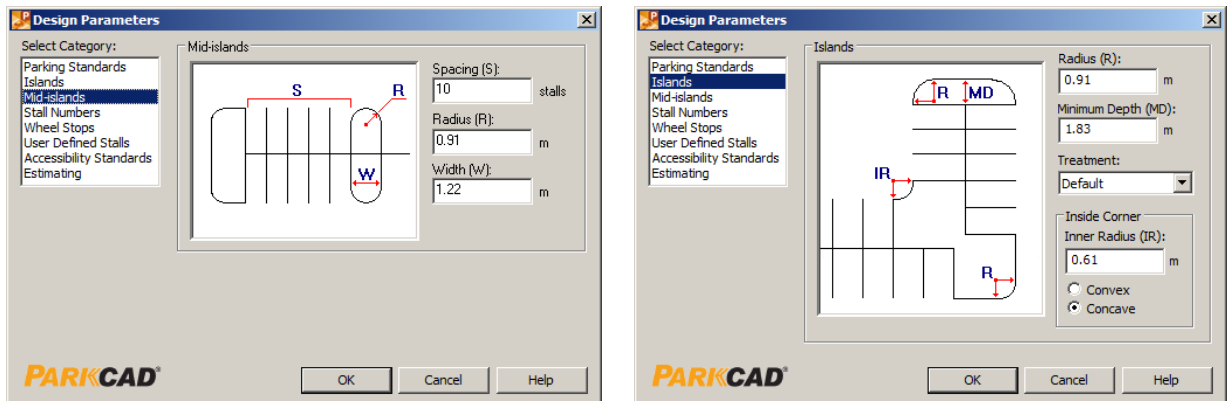 Design Parameters
Select Category:
Parking Standards
Islands
Mid-islands
Stall Numbers
Wheel Stops
User Defined Stalls
Accessibility Standards
Estimating
Mid-islands
S
R
W
Spacing (S):
10 stalls
Radius (R):
0.91 m
Width (W):
1.22 m
PARKCAD®
OK Cancel Help
Design Parameters
Select Category:
Parking Standards
Islands
Mid-islands
Stall Numbers
Wheel Stops
User Defined Stalls
Accessibility Standards
Estimating
Islands
R MD
IR
R
Radius (R):
0.91 m
Minimum Depth (MD):
1.83 m
Treatment:
Default
Inside Corner
Inner Radius (IR):
0.61 m
Convex
Concave
PARKCAD®
OK Cancel Help